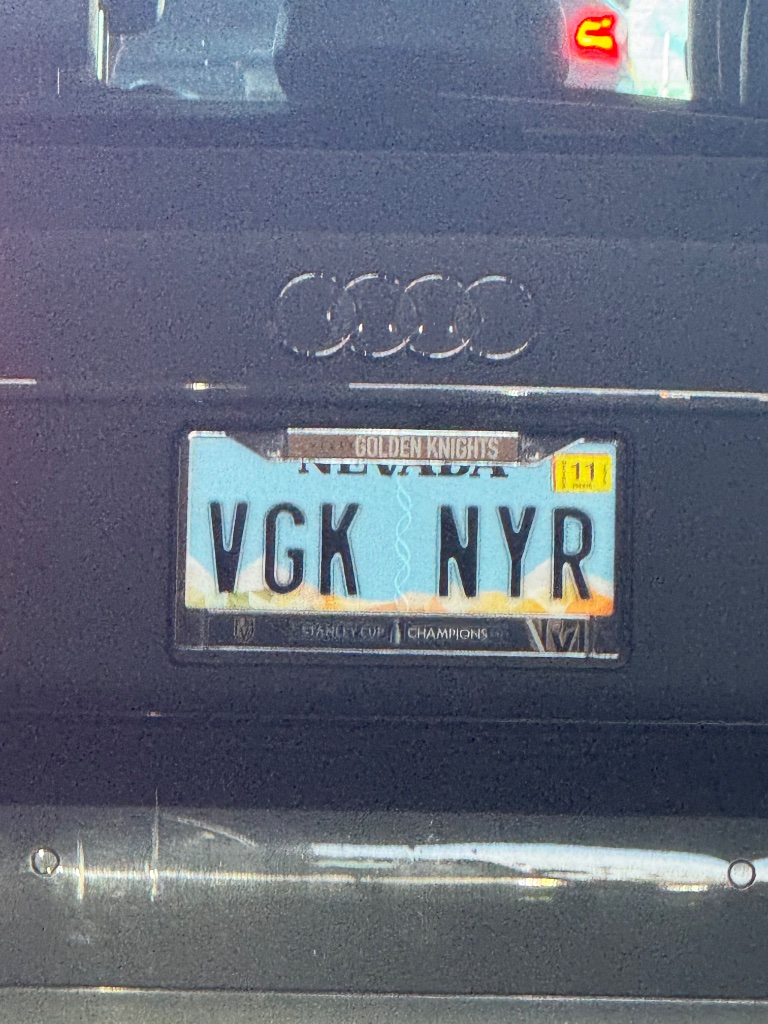 GOLDEN KNIGHTS
NEVADA
11
VGK NYR
STANLEY CUP CHAMPIONS